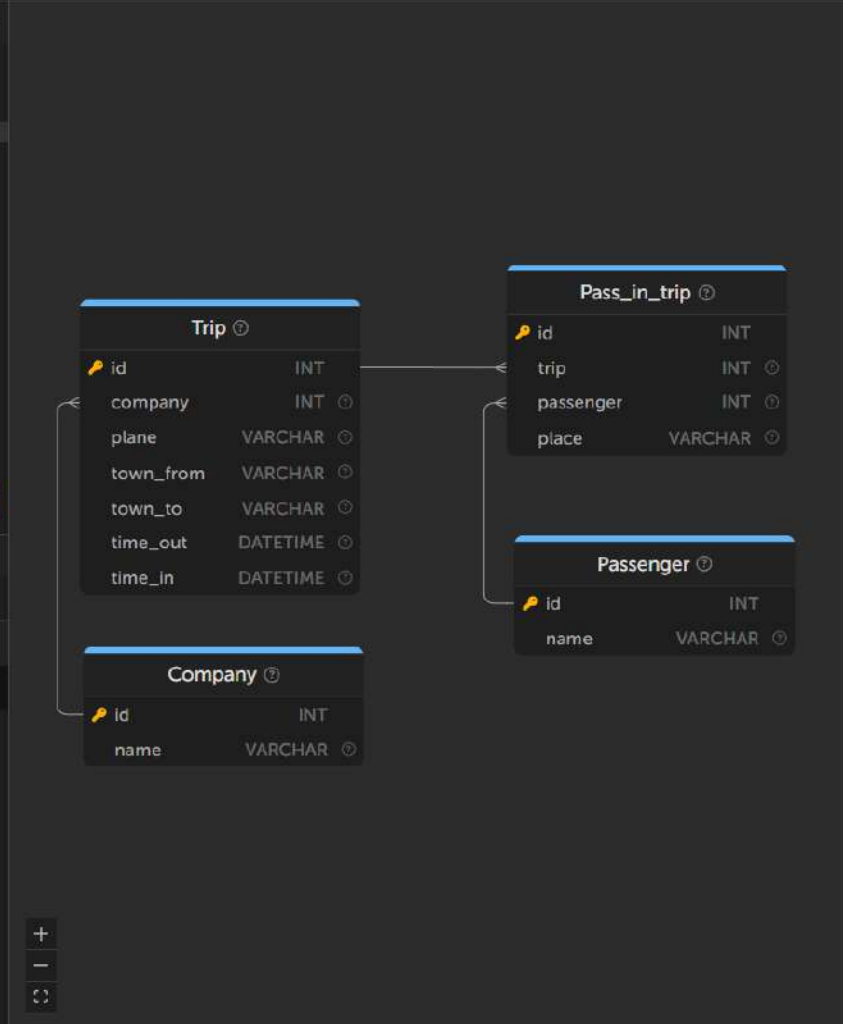 Trip
id INT
company INT
plane VARCHAR
town_from VARCHAR
town_to VARCHAR
time_out DATETIME
time_in DATETIME
Company
id INT
name VARCHAR
Pass_in_trip
id INT
trip INT
passenger INT
place VARCHAR
Passenger
id INT
name VARCHAR